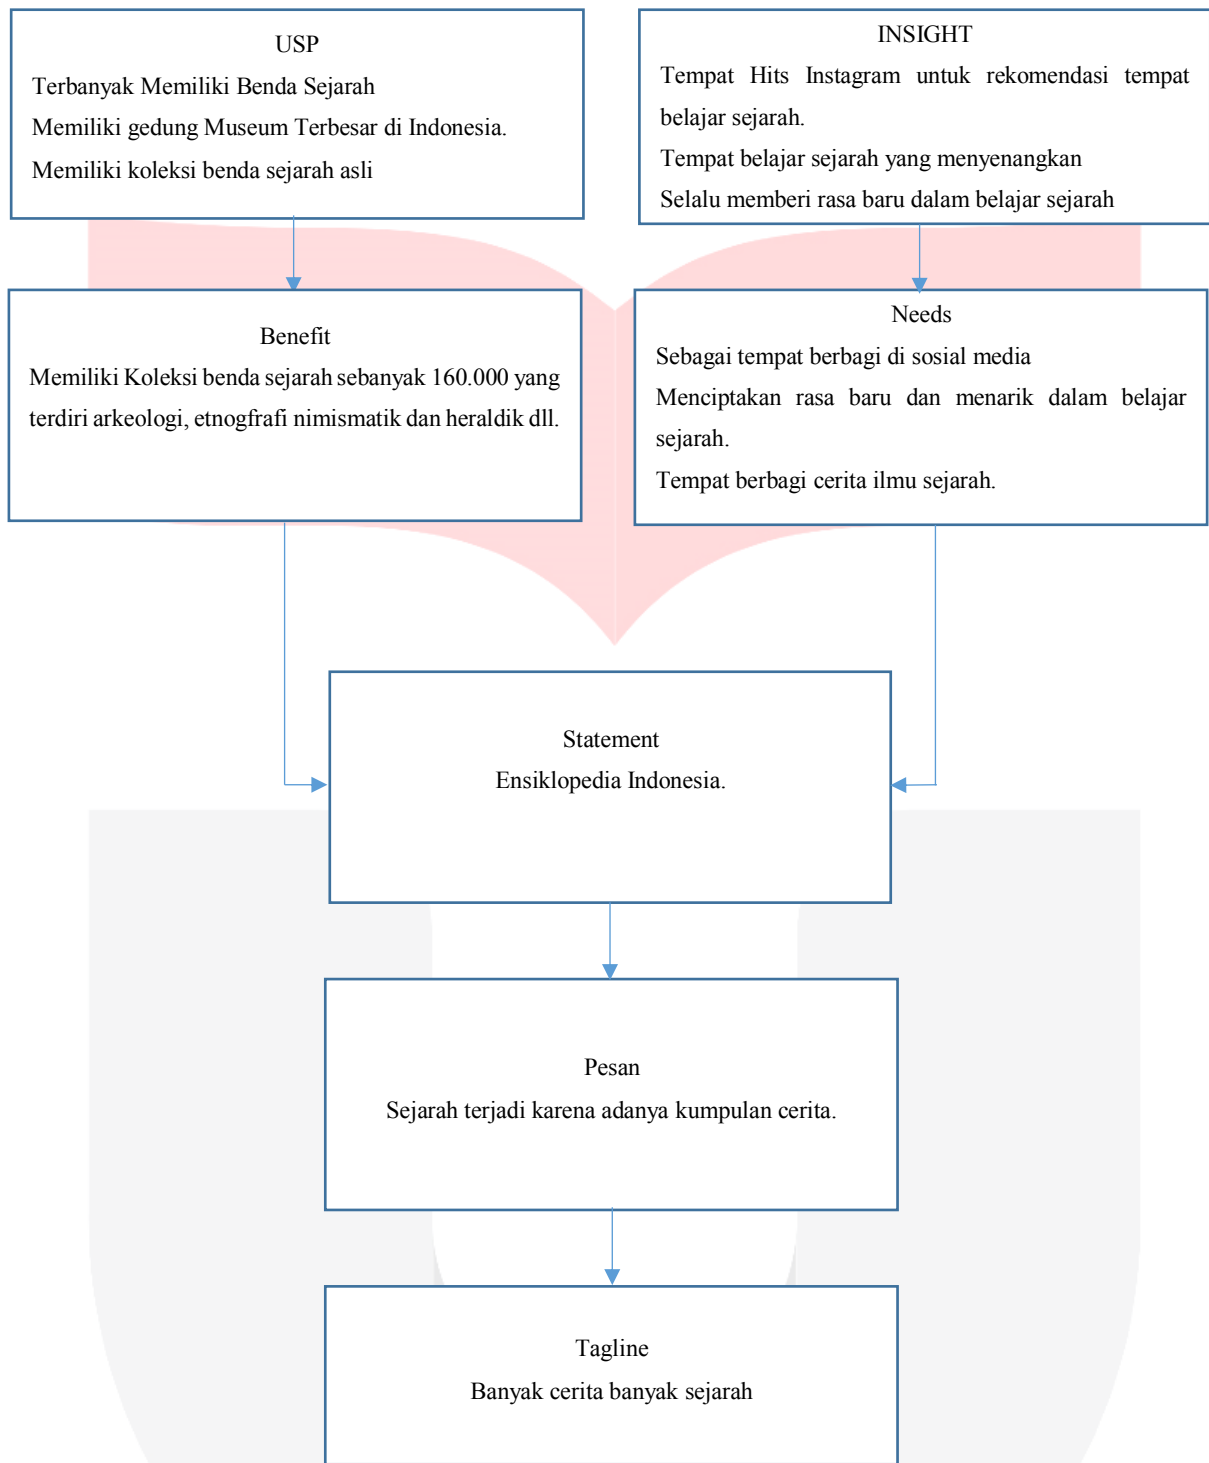 USP
Terbanyak Memiliki Benda Sejarah
Memiliki gedung Museum Terbesar di Indonesia.
Memiliki koleksi benda sejarah asli
INSIGHT
Tempat Hits Instagram untuk rekomendasi tempat
belajar sejarah.
Tempat belajar sejarah yang menyenangkan
Selalu memberi rasa baru dalam belajar sejarah
Benefit
Memiliki Koleksi benda sejarah sebanyak 160.000 yang
terdiri arkeologi, etnogfrafi nimismatik dan heraldik dll.
Needs
Sebagai tempat berbagi di sosial media
Menciptakan rasa baru dan menarik dalam belajar
sejarah.
Tempat berbagi cerita ilmu sejarah.
Statement
Ensiklopedia Indonesia.
Pesan
Sejarah terjadi karena adanya kumpulan cerita.
Tagline
Banyak cerita banyak sejarah